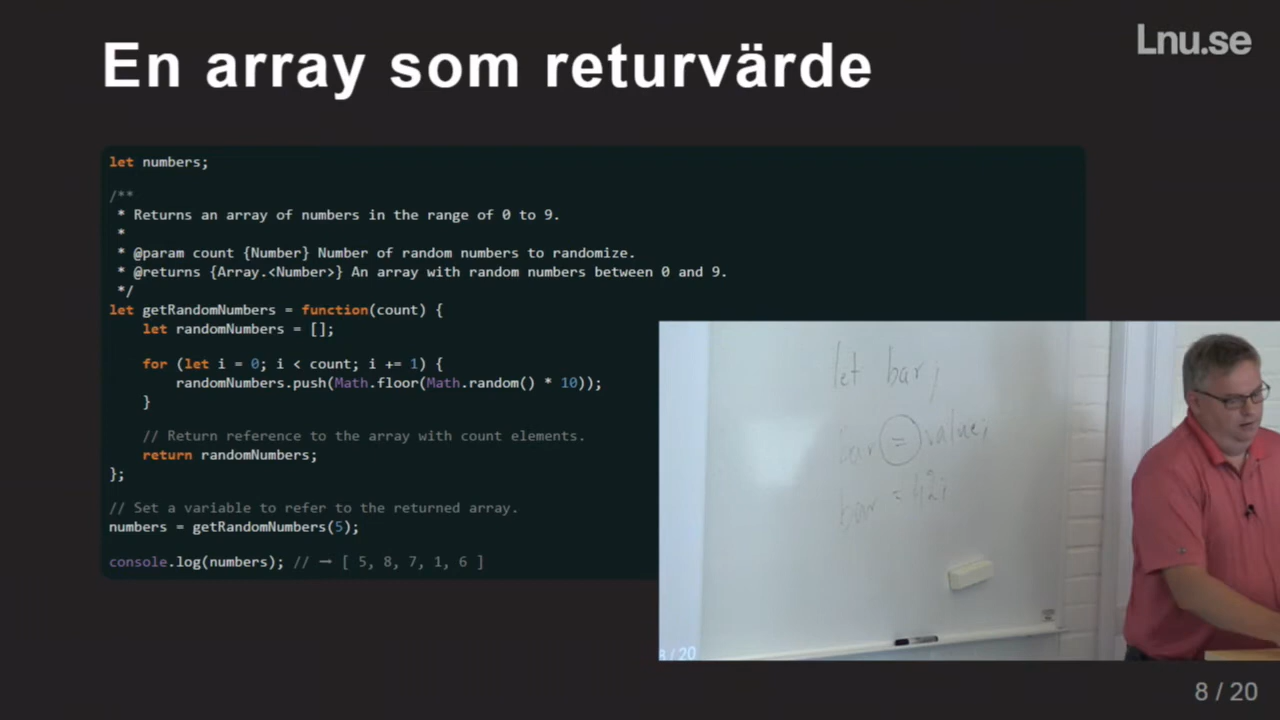 En array som returvärde
Lnu.se
let numbers;
/**
* Returns an array of numbers in the range of 0 to 9.
*
* @param count {Number} Number of random numbers to randomize.
* @returns {Array.<Number>} An array with random numbers between 0 and 9.
*/
let getRandomNumbers = function(count) {
let randomNumbers = [];
for (let i = 0; i < count; i += 1) {
randomNumbers.push(Math.floor(Math.random() * 10));
}
// Return reference to the array with count elements.
return randomNumbers;
};
// Set a variable to refer to the returned array.
numbers = getRandomNumbers(5);
console.log(numbers); // → [ 5, 8, 7, 1, 6 ]
let bar;
bar = value;
bar = 42;
8 / 20
8 / 20